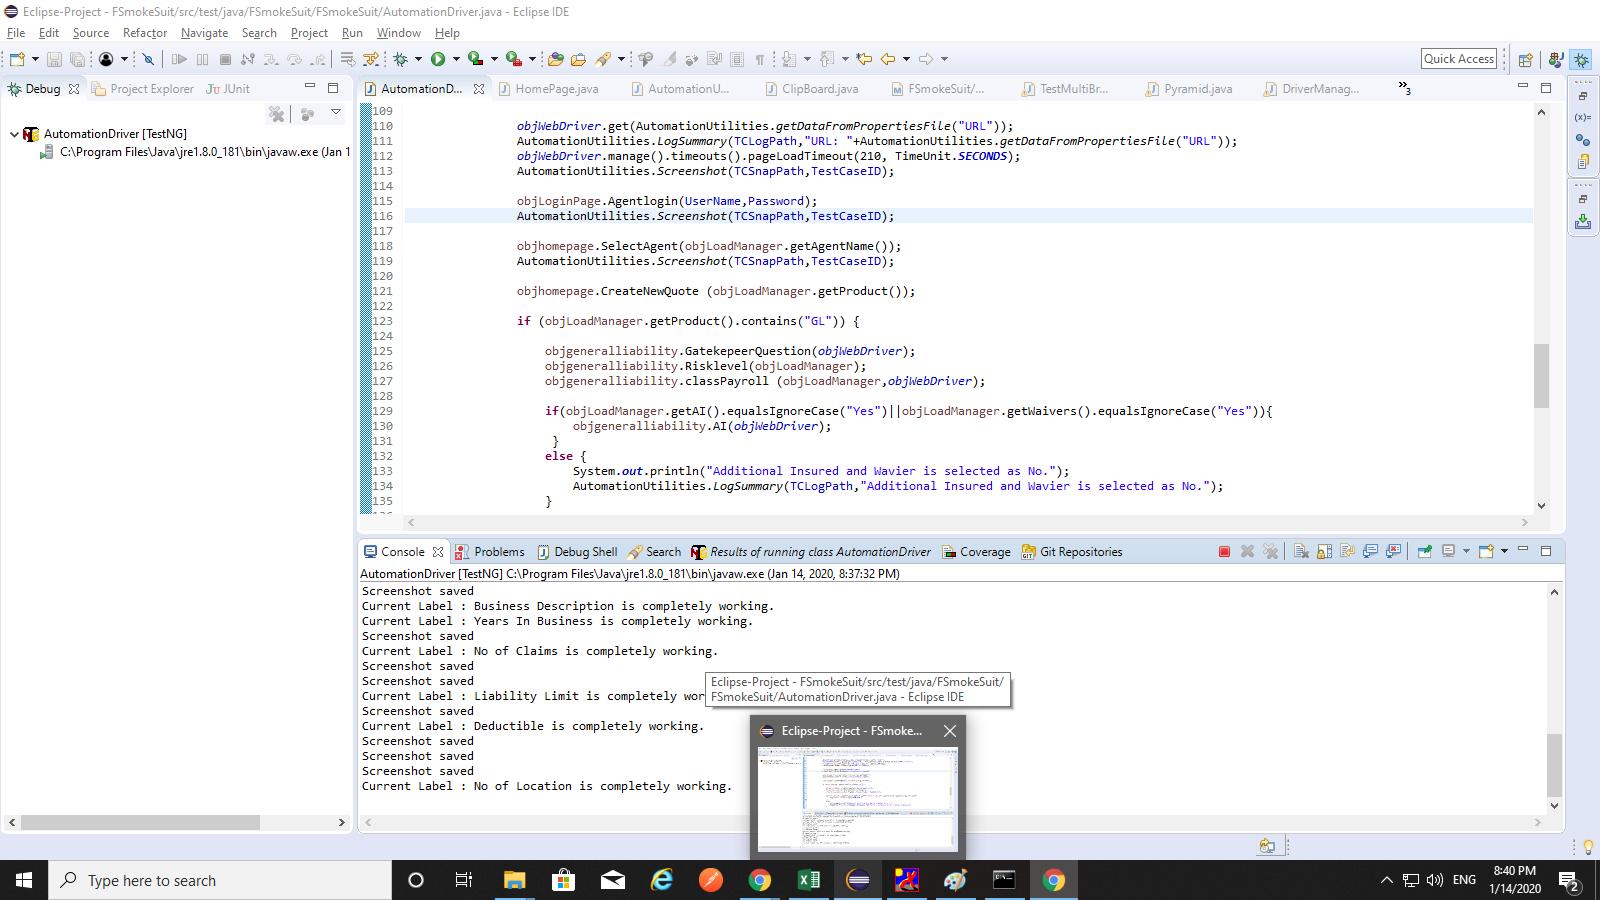 Eclipse-Project - FSmokeSuit/src/test/java/FSmokeSuit/FSmokeSuit/AutomationDriver.java - Eclipse IDE
File Edit Source Refactor Navigate Search Project Run Window Help
Quick Access
Debug Project Explorer JUnit
AutomationDriver [TestNG]
C:\Program Files\Java\jre1.8.0_181\bin\javaw.exe (Jan 1
AutomationD... HomePage.java AutomationU... ClipBoard.java FSmokeSuit/... TestMultiBr... Pyramid.java DriverManag... »3
109
110 objWebDriver.get(AutomationUtilities.getDataFromPropertiesFile("URL"));
111 AutomationUtilities.LogSummary(TCLogPath,"URL: "+AutomationUtilities.getDataFromPropertiesFile("URL"));
112 objWebDriver.manage().timeouts().pageLoadTimeout(210, TimeUnit.SECONDS);
113 AutomationUtilities.Screenshot(TCSnapPath,TestCaseID);
114
115 objLoginPage.Agentlogin(UserName,Password);
116 AutomationUtilities.Screenshot(TCSnapPath,TestCaseID);
117
118 objhomepage.SelectAgent(objLoadManager.getAgentName());
119 AutomationUtilities.Screenshot(TCSnapPath,TestCaseID);
120
121 objhomepage.CreateNewQuote (objLoadManager.getProduct());
122
123 if (objLoadManager.getProduct().contains("GL")) {
124
125 objgeneralliability.GatekepeerQuestion(objWebDriver);
126 objgeneralliability.Risklevel(objLoadManager);
127 objgeneralliability.classPayroll (objLoadManager,objWebDriver);
128
129 if(objLoadManager.getAI().equalsIgnoreCase("Yes")||objLoadManager.getWaivers().equalsIgnoreCase("Yes")){
130 objgeneralliability.AI(objWebDriver);
131 }
132 else {
133 System.out.println("Additional Insured and Wavier is selected as No.");
134 AutomationUtilities.LogSummary(TCLogPath,"Additional Insured and Wavier is selected as No.");
135 }
Console Problems Debug Shell Search Results of running class AutomationDriver Coverage Git Repositories
AutomationDriver [TestNG] C:\Program Files\Java\jre1.8.0_181\bin\javaw.exe (Jan 14, 2020, 8:37:32 PM)
Screenshot saved
Current Label : Business Description is completely working.
Current Label : Years In Business is completely working.
Screenshot saved
Current Label : No of Claims is completely working.
Screenshot saved
Screenshot saved
Current Label : Liability Limit is completely wor
Screenshot saved
Current Label : Deductible is completely working.
Screenshot saved
Screenshot saved
Screenshot saved
Current Label : No of Location is completely working.
Eclipse-Project - FSmokeSuit/src/test/java/FSmokeSuit/
FSmokeSuit/AutomationDriver.java - Eclipse IDE
Eclipse-Project - FSmoke...
Type here to search
ENG
8:40 PM
1/14/2020
2